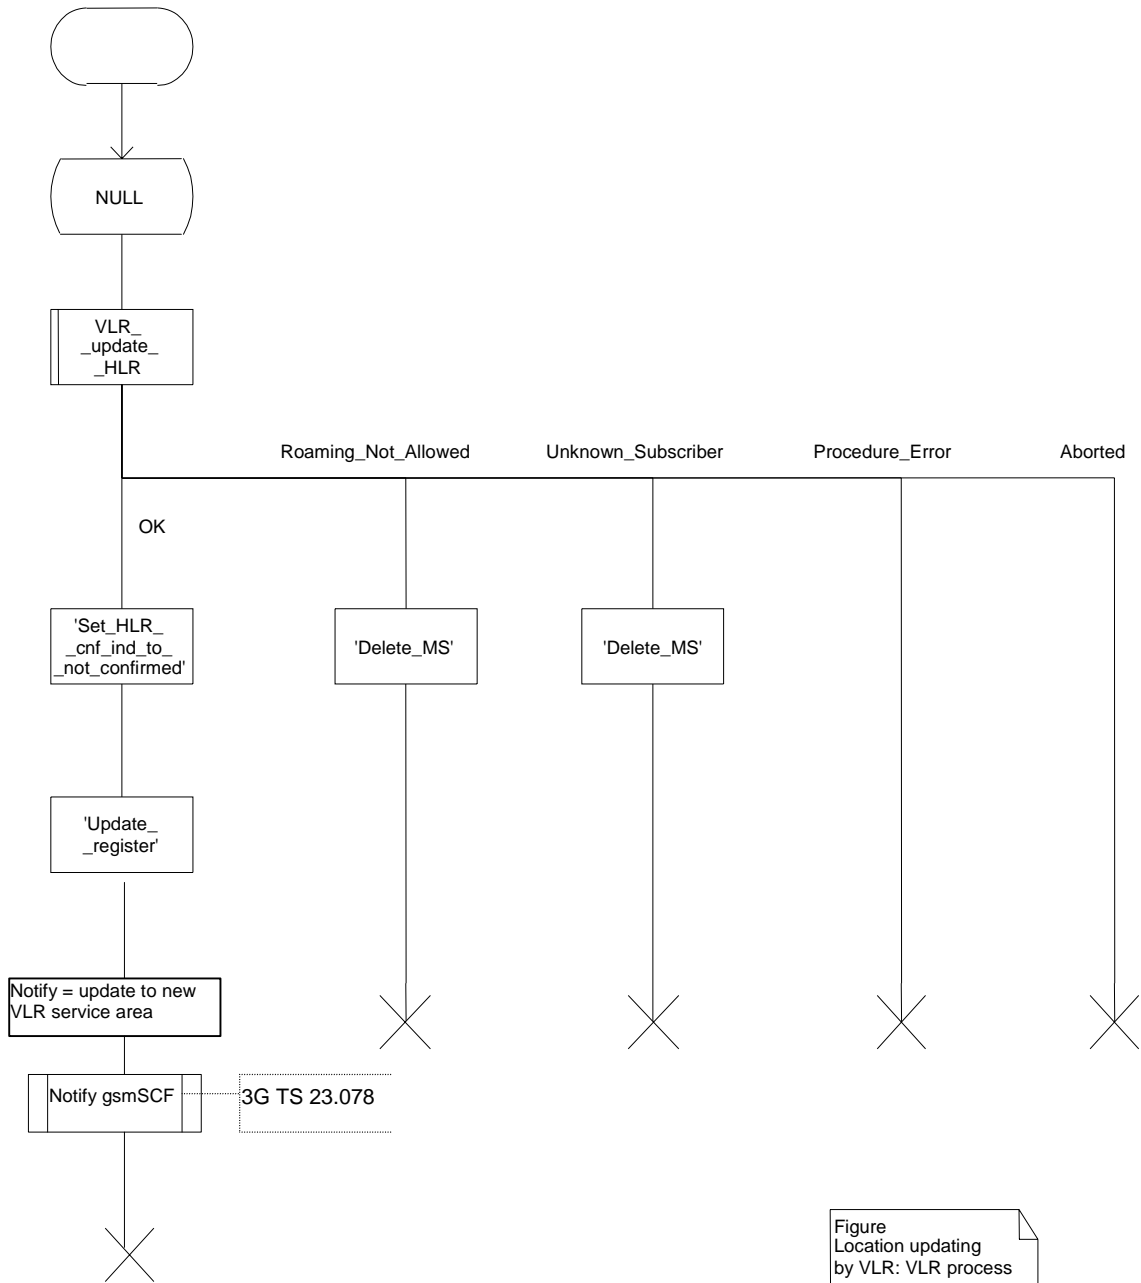 NULL
VLR_
_update_
_HLR
Roaming_Not_Allowed
Unknown_Subscriber
Procedure_Error
Aborted
OK
'Set_HLR_
_cnf_ind_to_
_not_confirmed'
'Delete_MS'
'Delete_MS'
'Update_
_register'
Notify = update to new
VLR service area
Notify gsmSCF
3G TS 23.078
Figure
Location updating
by VLR: VLR process